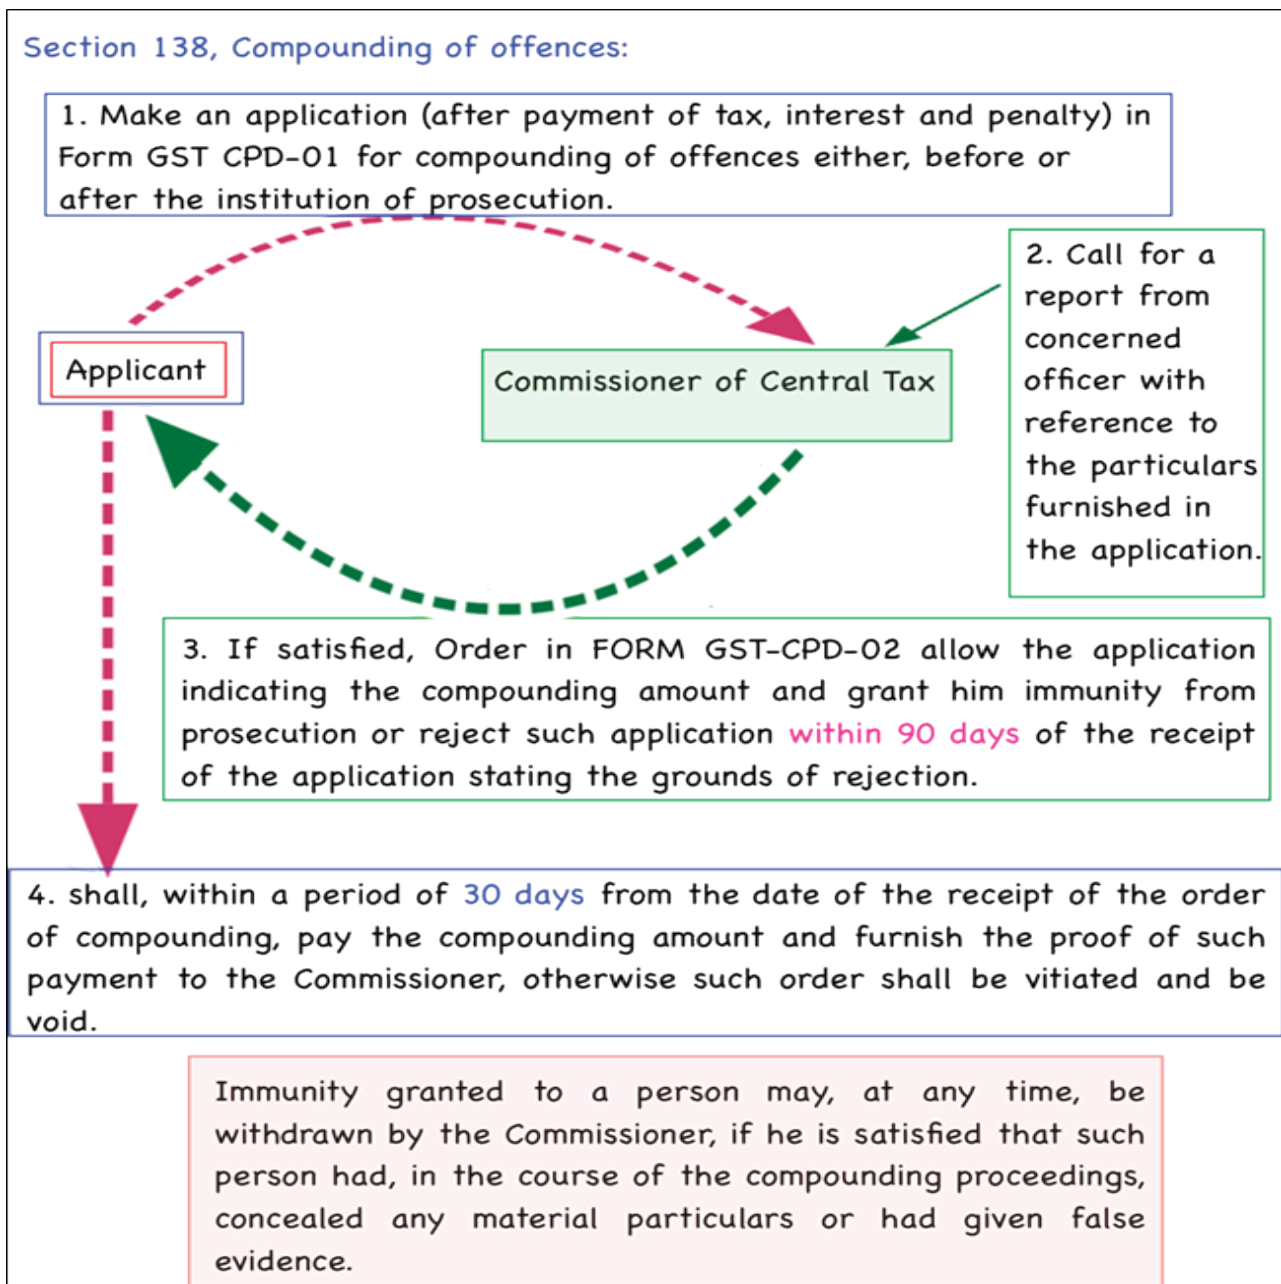 Section 138, Compounding of offences:
1. Make an application (after payment of tax, interest and penalty) in
Form GST CPD-01 for compounding of offences either, before or
after the institution of prosecution.
2. Call for a
report from
concerned
officer with
reference to
the particulars
furnished in
the application.
Applicant
Commissioner of Central Tax
3. If satisfied, Order in FORM GST-CPD-02 allow the application
indicating the compounding amount and grant him immunity from
prosecution or reject such application within 90 days of the receipt
of the application stating the grounds of rejection.
4. shall, within a period of 30 days from the date of the receipt of the order
of compounding, pay the compounding amount and furnish the proof of such
payment to the Commissioner, otherwise such order shall be vitiated and be
void.
Immunity granted to a person may, at any time, be
withdrawn by the Commissioner, if he is satisfied that such
person had, in the course of the compounding proceedings,
concealed any material particulars or had given false
evidence.